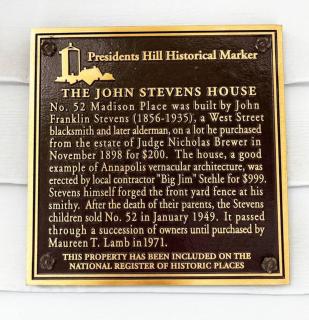 Presidents Hill Historical Marker
THE JOHN STEVENS HOUSE
No. 52 Madison Place was built by John
Franklin Stevens (1856-1935), a West Street
blacksmith and later alderman, on a lot he purchased
from the estate of Judge Nicholas Brewer in
November 1898 for $200. The house, a good
example of Annapolis vernacular architecture, was
erected by local contractor "Big Jim" Stehle for $999.
Stevens himself forged the front yard fence at his
smithy. After the death of their parents, the Stevens
children sold No. 52 in January 1949. It passed
through a succession of owners until purchased by
Maureen T. Lamb in 1971.
THIS PROPERTY HAS BEEN INCLUDED ON THE
NATIONAL REGISTER OF HISTORIC PLACES